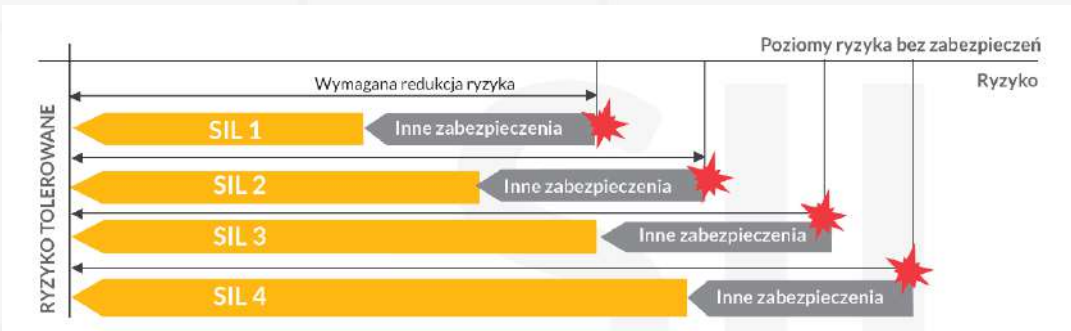 Poziomy ryzyka bez zabezpieczeń
Ryzyko
Wymagana redukcja ryzyka
RYZYKO TOLEROWANE
SIL 1
Inne zabezpieczenia
SIL 2
Inne zabezpieczenia
SIL 3
Inne zabezpieczenia
SIL 4
Inne zabezpieczenia